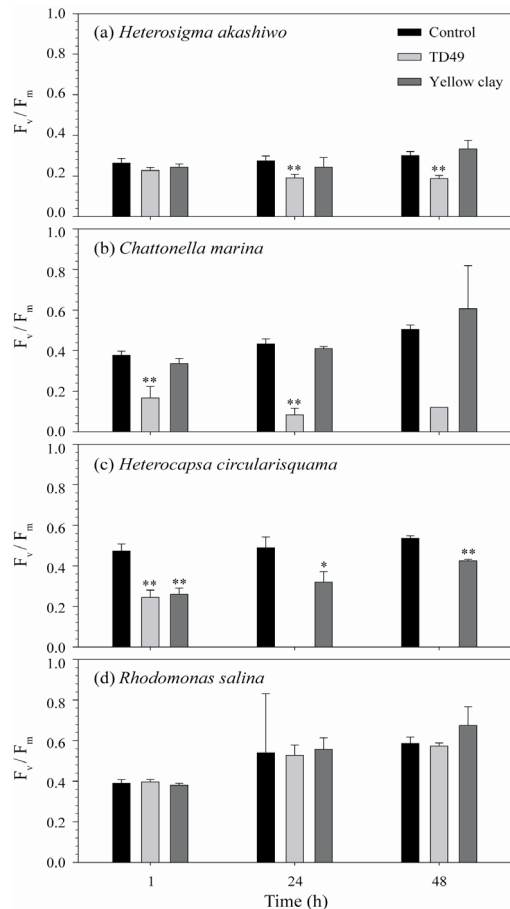 1.0
(a) Heterosigma akashiwo
Control
0.8
TD49
Yellow clay
0.6
Fv / Fm
0.4
**
**
0.2
0.0
1.0
(b) Chattonella marina
0.8
0.6
Fv / Fm
0.4
**
0.2
**
0.0
1.0
(c) Heterocapsa circularisquama
0.8
0.6
Fv / Fm
**
0.4
*
**
**
0.2
0.0
1.0
(d) Rhodomonas salina
0.8
0.6
Fv / Fm
0.4
0.2
0.0
1
24
48
Time (h)